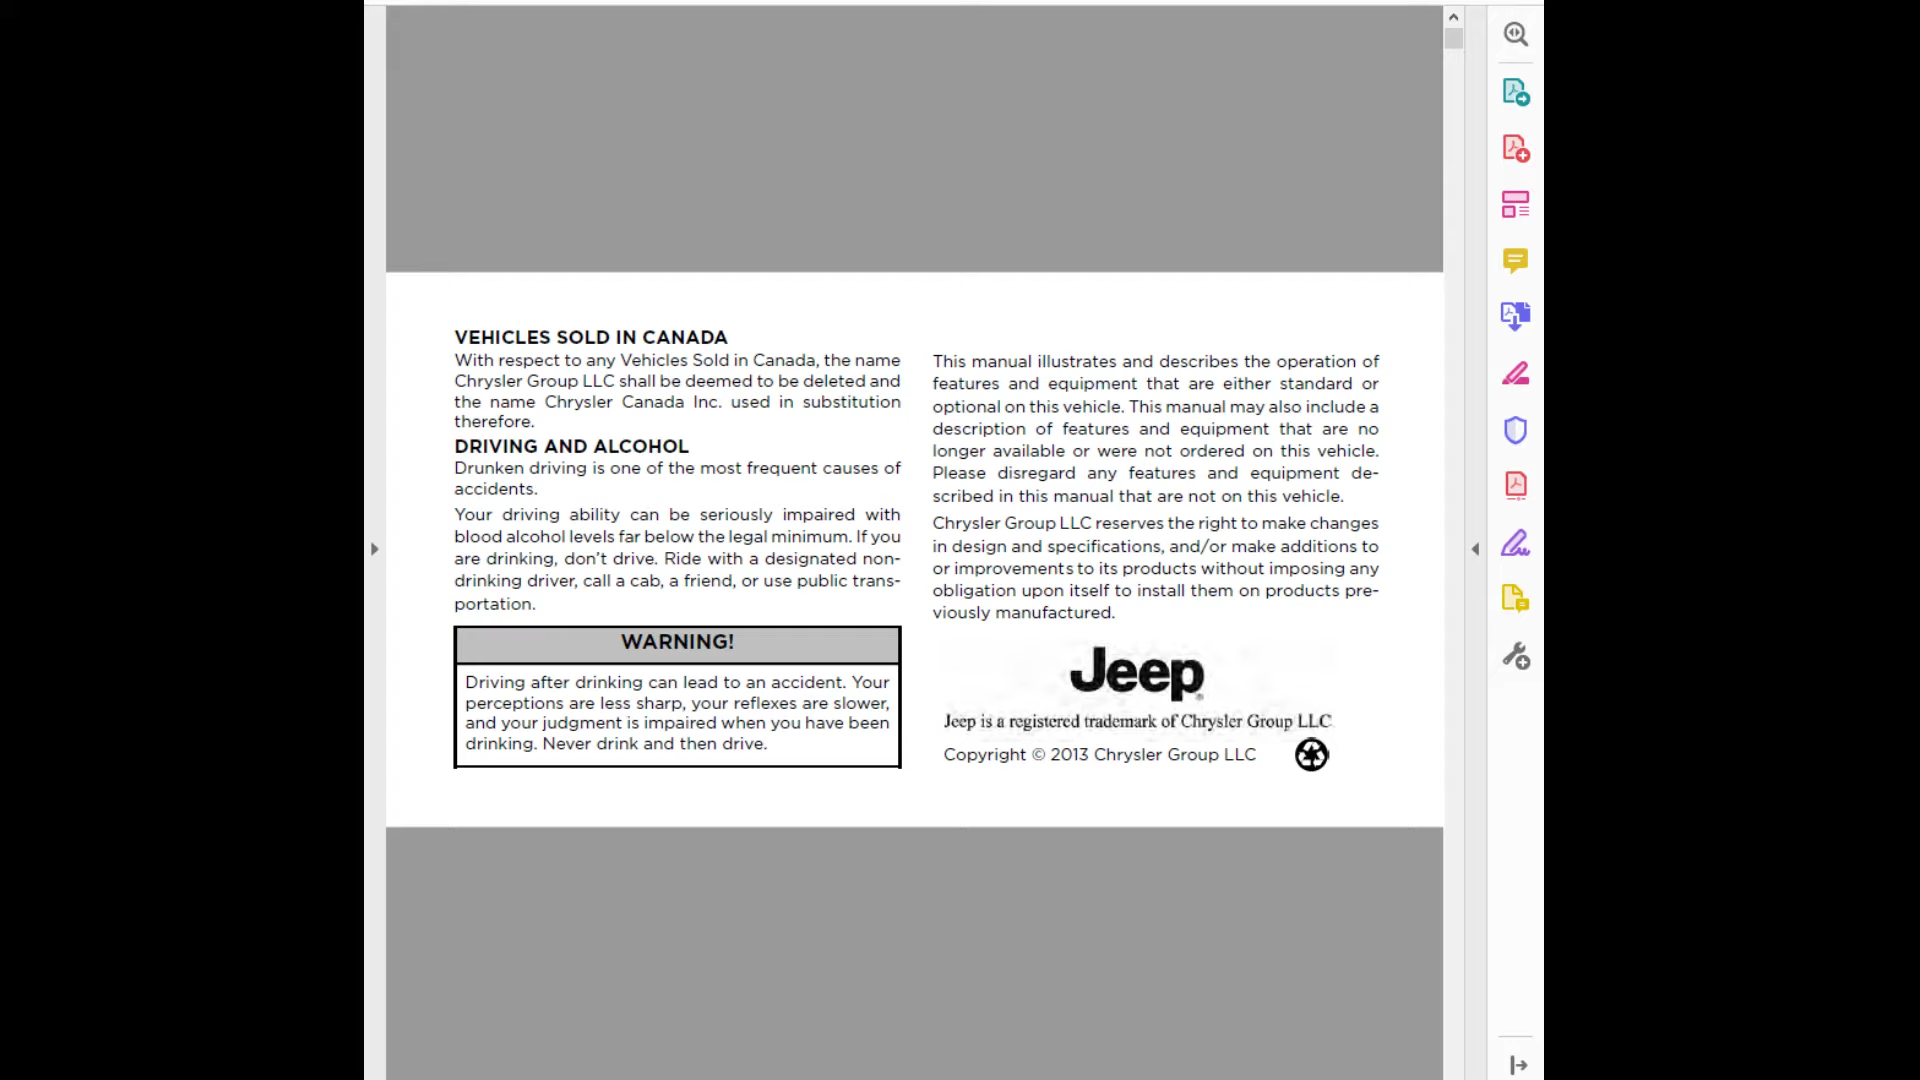 VEHICLES SOLD IN CANADA
With respect to any Vehicles Sold in Canada, the name
Chrysler Group LLC shall be deemed to be deleted and
the name Chrysler Canada Inc. used in substitution
therefore.
DRIVING AND ALCOHOL
Drunken driving is one of the most frequent causes of
accidents.
Your driving ability can be seriously impaired with
blood alcohol levels far below the legal minimum. If you
are drinking, don't drive. Ride with a designated non-
drinking driver, call a cab, a friend, or use public trans-
portation.
WARNING!
Driving after drinking can lead to an accident. Your
perceptions are less sharp, your reflexes are slower,
and your judgment is impaired when you have been
drinking. Never drink and then drive.
This manual illustrates and describes the operation of
features and equipment that are either standard or
optional on this vehicle. This manual may also include a
description of features and equipment that are no
longer available or were not ordered on this vehicle.
Please disregard any features and equipment de-
scribed in this manual that are not on this vehicle.
Chrysler Group LLC reserves the right to make changes
in design and specifications, and/or make additions to
or improvements to its products without imposing any
obligation upon itself to install them on products pre-
viously manufactured.
Jeep®
Jeep is a registered trademark of Chrysler Group LLC
Copyright © 2013 Chrysler Group LLC